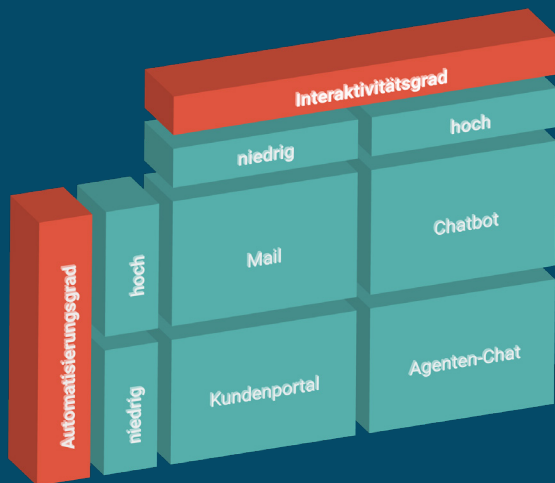 Interaktivitätsgrad
niedrig
hoch
Automatisierungsgrad
hoch
Mail
Chatbot
niedrig
Kundenportal
Agenten-Chat